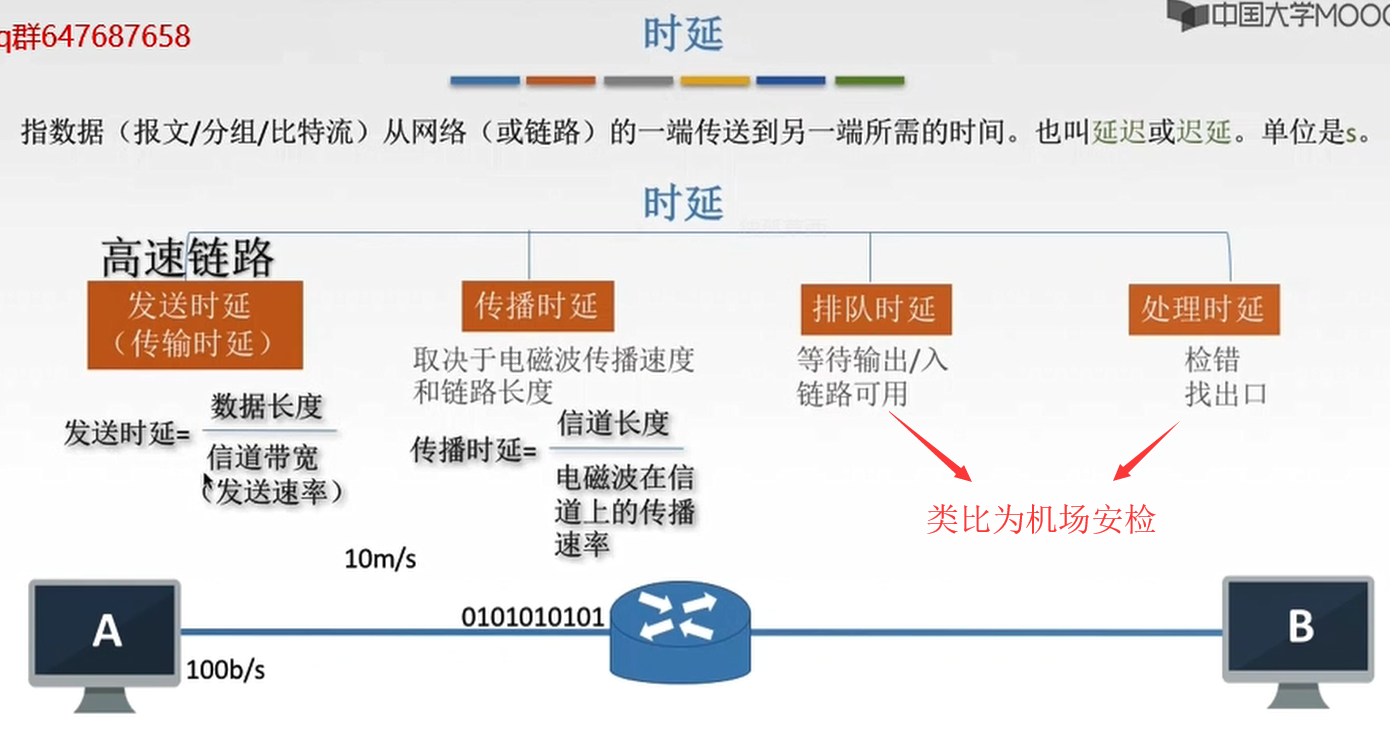 q群647687658
中国大学MOOC
时延
指数据（报文/分组/比特流）从网络（或链路）的一端传送到另一端所需的时间。也叫延迟或迟延。单位是s。
时延
高速链路
发送时延
（传输时延）
传播时延
排队时延
处理时延
取决于电磁波传播速度
和链路长度
等待输出/入
链路可用
检错
找出口
发送时延=
数据长度
信道带宽
（发送速率）
传播时延=
信道长度
电磁波在信
道上的传播
速率
类比为机场安检
10m/s
0101010101
A
100b/s
B